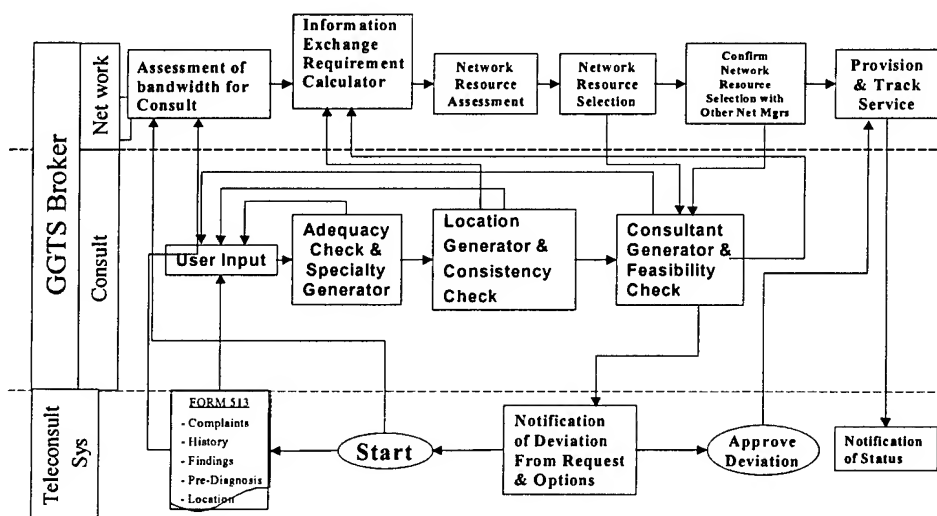 GGTS Broker
Net work
Assessment of
bandwidth for
Consult
Information
Exchange
Requirement
Calculator
Network
Resource
Assessment
Network
Resource
Selection
Confirm
Network
Resource
Selection with
Other Net Mgrs
Provision
& Track
Service
Consult
User Input
Adequacy
Check &
Specialty
Generator
Location
Generator &
Consistency
Check
Consultant
Generator &
Feasibility
Check
Teleconsult
Sys
FORM 513
- Complaints
- History
- Findings
- Pre-Diagnosis
- Location
Start
Notification
of Deviation
From Request
& Options
Approve
Deviation
Notification
of Status